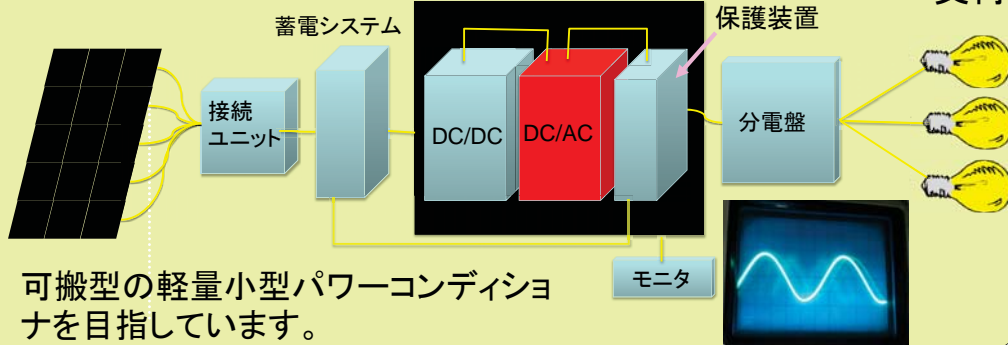 蓄電システム
保護装置
接続
ユニット
DC/DC
DC/AC
分電盤
モニタ
可搬型の軽量小型パワーコンディショ
ナを目指しています。